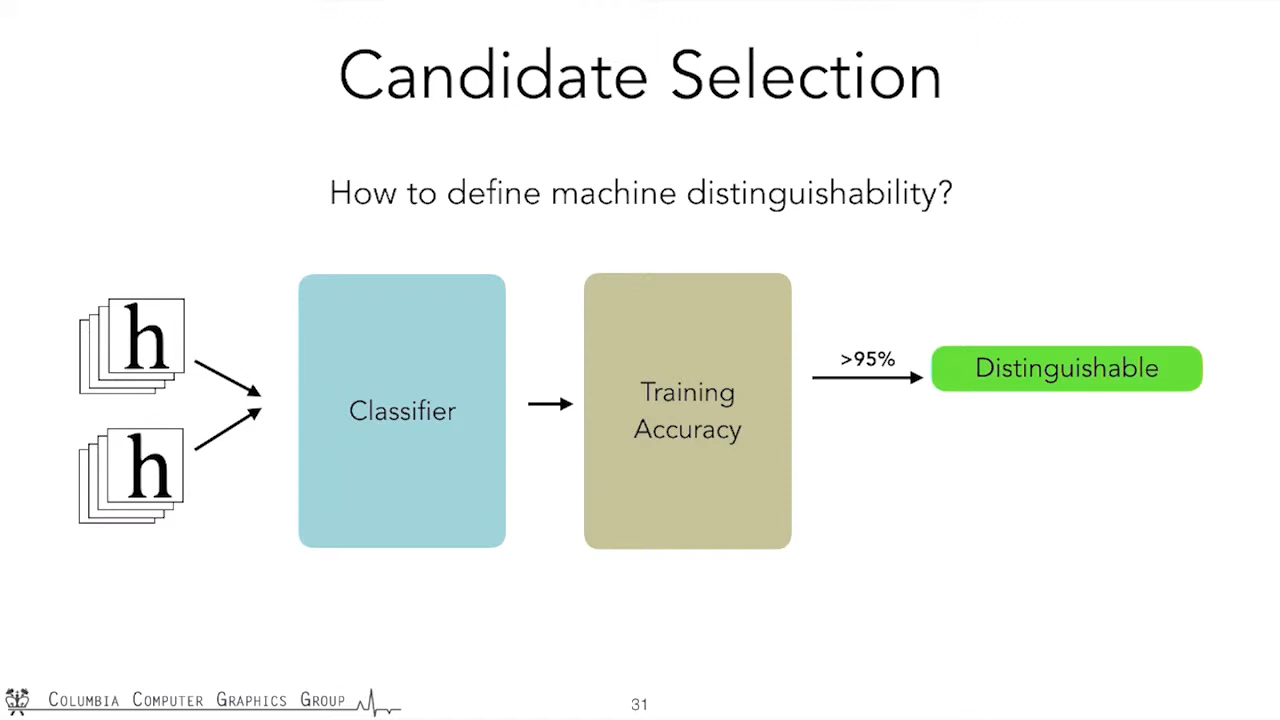 Candidate Selection
How to define machine distinguishability?
h
h
Classifier
Training
Accuracy
>95%
Distinguishable
Columbia Computer Graphics Group
31